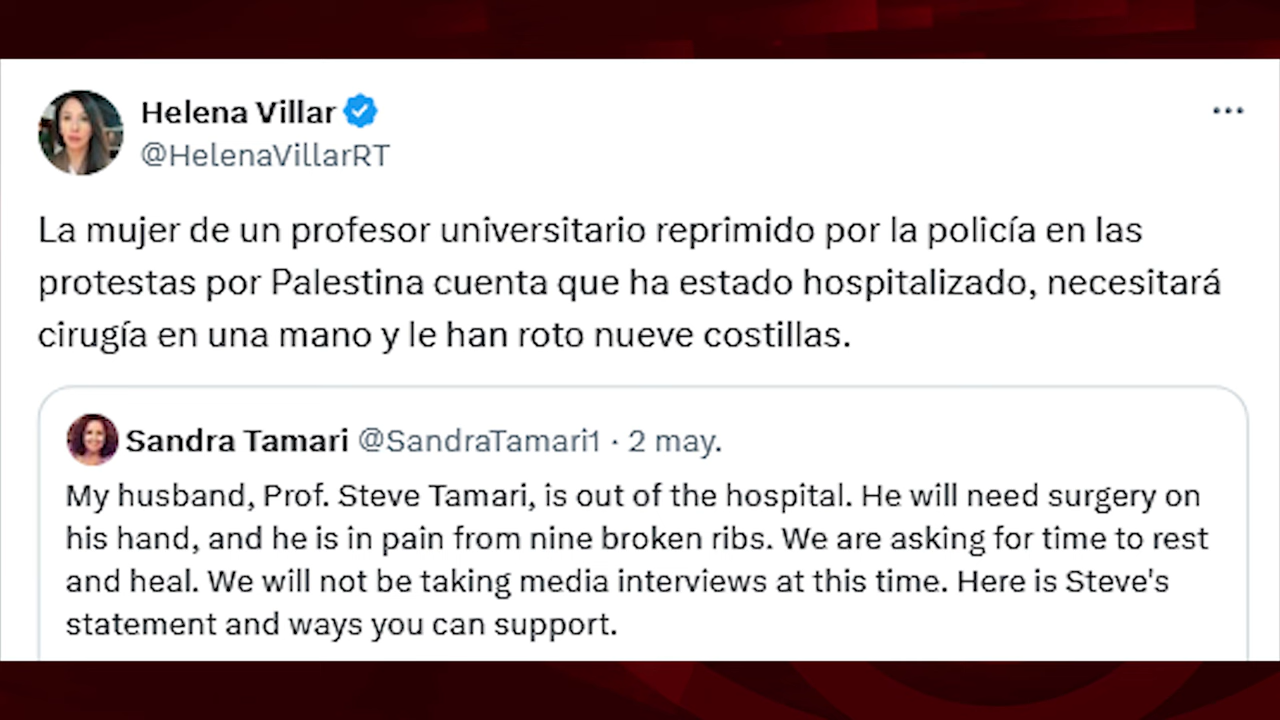 Helena Villar
@HelenaVillarRT
La mujer de un profesor universitario reprimido por la policía en las
protestas por Palestina cuenta que ha estado hospitalizado, necesitará
cirugía en una mano y le han roto nueve costillas.
Sandra Tamari @SandraTamari1 · 2 may.
My husband, Prof. Steve Tamari, is out of the hospital. He will need surgery on
his hand, and he is in pain from nine broken ribs. We are asking for time to rest
and heal. We will not be taking media interviews at this time. Here is Steve's
statement and ways you can support.